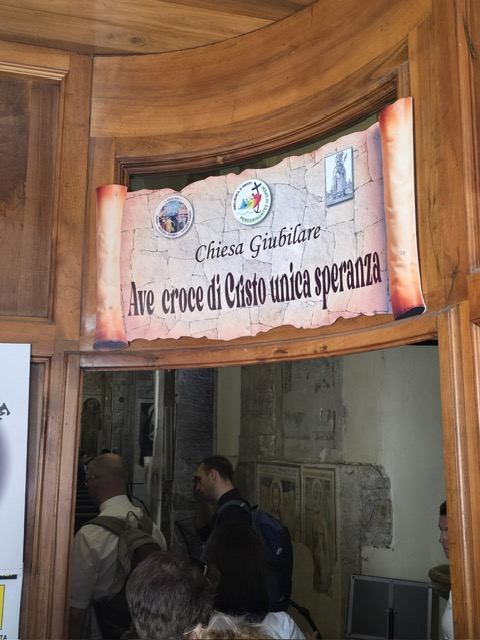 Chiesa Giubilare
Ave croce di Cristo unica speranza